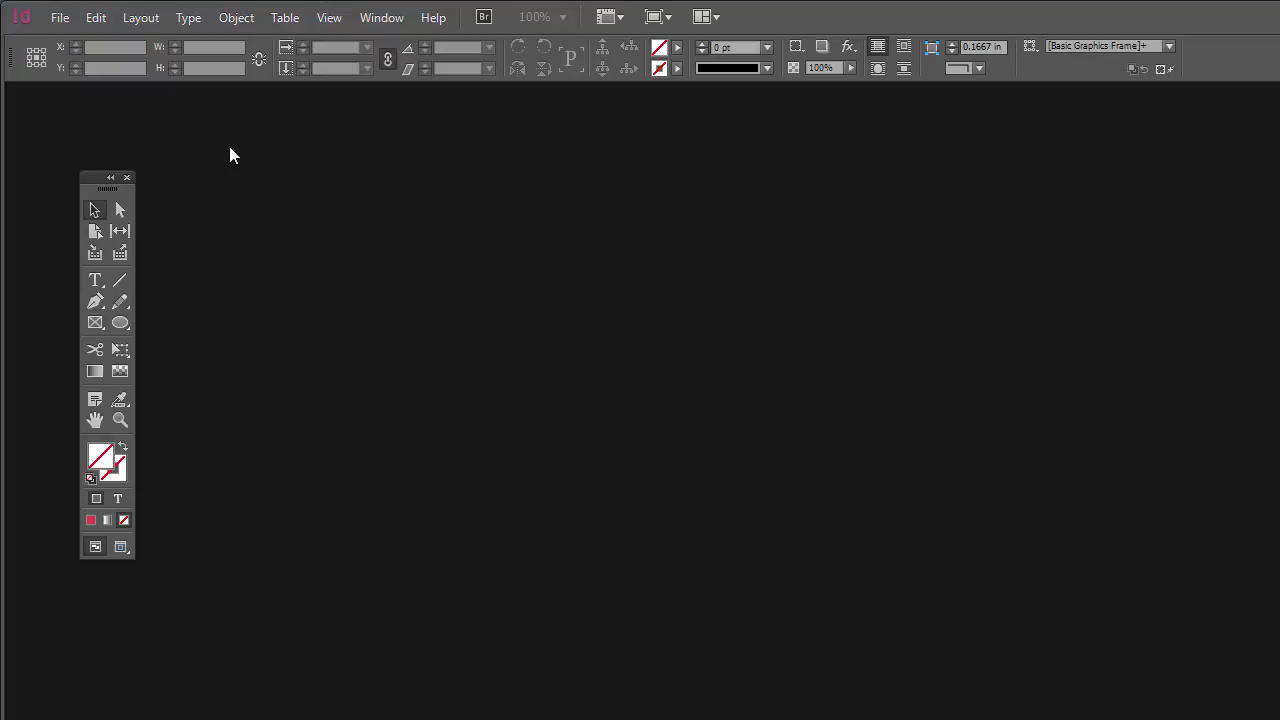 Id File Edit Layout Type Object Table View Window Help Br 100%
X: W: 0 pt 0.1667 in [Basic Graphics Frame]+
Y: H: P 100%
T
T